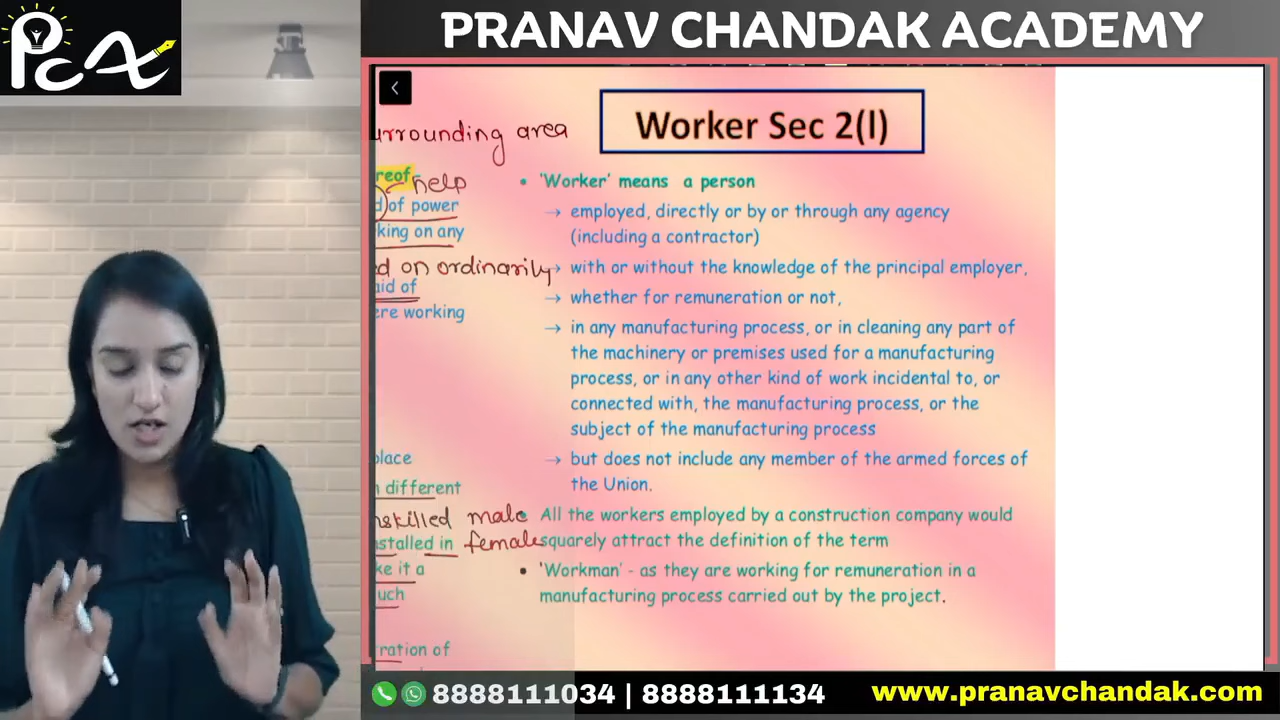 PCA
PRANAV CHANDAK ACADEMY
urrounding area
reof-
help
d of power
king on any
d on ordinarily
aid of
ere working
place
n different
nskilled male
nstalled in female
ke it a
uch
ration of
Worker Sec 2(l)
• 'Worker' means a person
→ employed, directly or by or through any agency
(including a contractor)
→ with or without the knowledge of the principal employer,
→ whether for remuneration or not,
→ in any manufacturing process, or in cleaning any part of
the machinery or premises used for a manufacturing
process, or in any other kind of work incidental to, or
connected with, the manufacturing process, or the
subject of the manufacturing process
→ but does not include any member of the armed forces of
the Union.
All the workers employed by a construction company would
squarely attract the definition of the term
• 'Workman' - as they are working for remuneration in a
manufacturing process carried out by the project.
8888111034 | 8888111134
www.pranavchandak.com